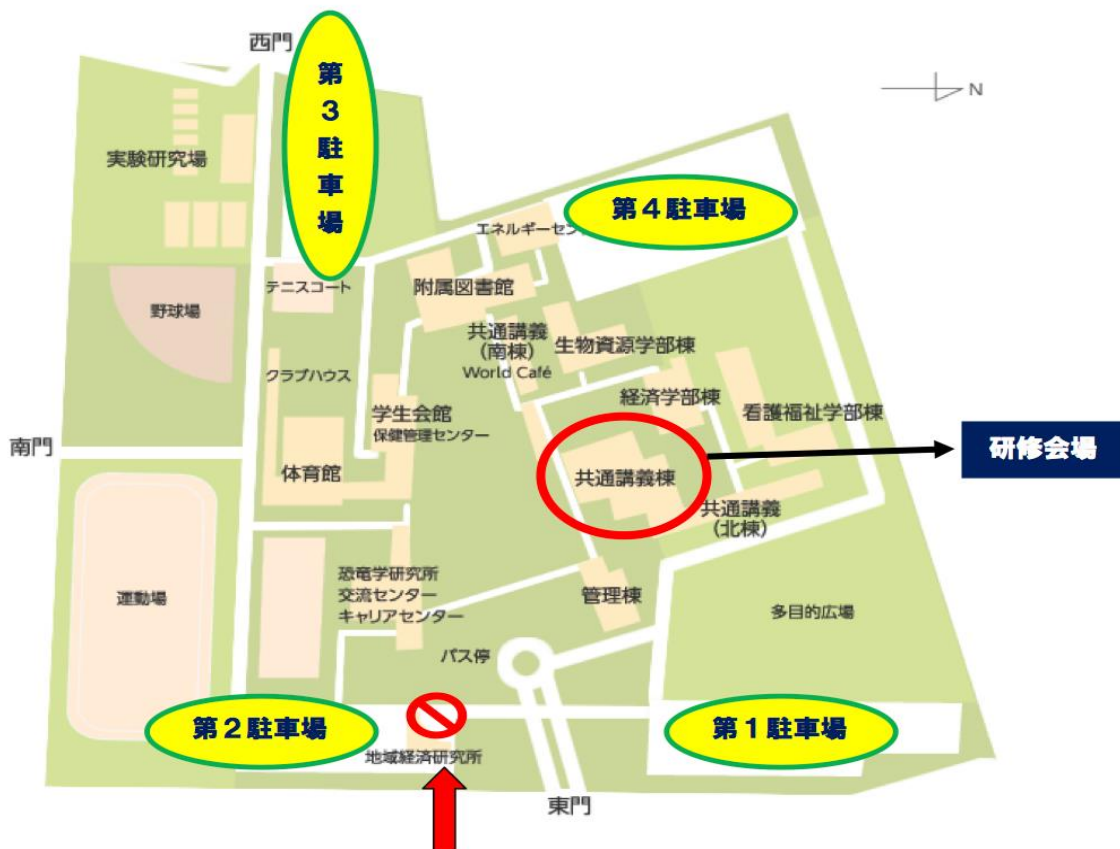 西門
第3駐車場
N
実験研究場
第4駐車場
エネルギーセン
テニスコート
附属図書館
野球場
共通講義
(南棟)
World Café
生物資源学部棟
クラブハウス
経済学部棟
学生会館
保健管理センター
看護福祉学部棟
南門
体育館
研修会場
共通講義棟
共通講義
(北棟)
恐竜学研究所
交流センター
キャリアセンター
管理棟
運動場
多目的広場
バス停
第2駐車場
第1駐車場
地域経済研究所
東門